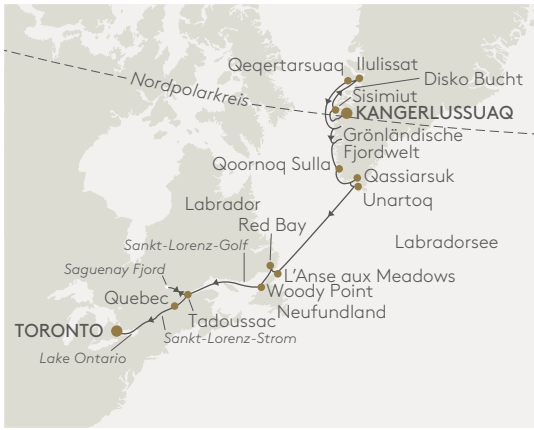 Qeqertarsuaq
Ilulissat
Disko Bucht
Nordpolarkreis
Sisimiut
KANGERLUSSUAQ
Grönländische
Fjordwelt
Qoornoq Sulla
Qassiarsuk
Unartoq
Labrador
Red Bay
Sankt-Lorenz-Golf
Labradorsee
Saguenay Fjord
L'Anse aux Meadows
Quebec
Woody Point
Neufundland
Tadoussac
TORONTO
Sankt-Lorenz-Strom
Lake Ontario